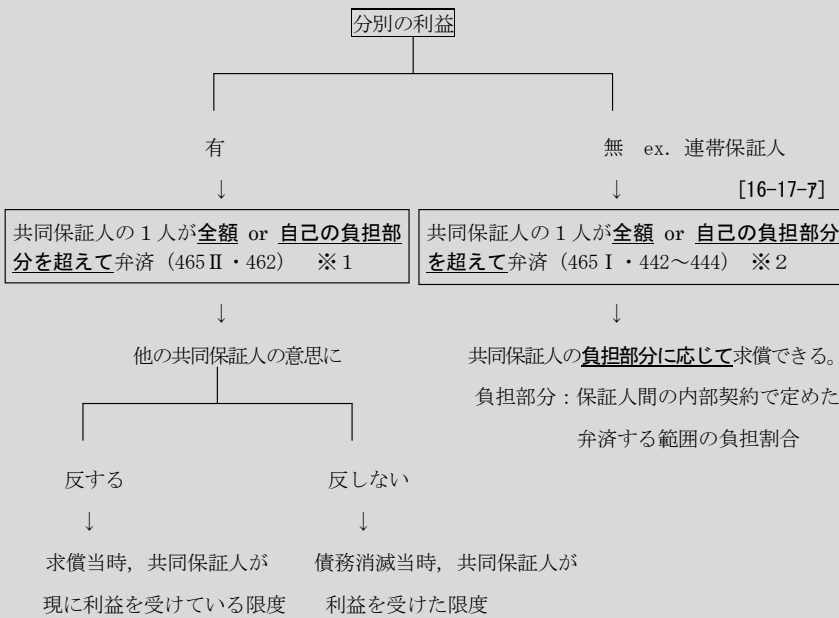 分別の利益
有
無 ex. 連帯保証人
↓
↓ [16-17-ア]
共同保証人の1人が全額 or 自己の負担部
分を超えて弁済（465Ⅱ・462） ※1
共同保証人の1人が全額 or 自己の負担部分
を超えて弁済（465Ⅰ・442～444） ※2
↓
↓
他の共同保証人の意思に
共同保証人の負担部分に応じて求償できる。
負担部分：保証人間の内部契約で定めた
弁済する範囲の負担割合
反する
反しない
↓
↓
求償当時，共同保証人が
現に利益を受けている限度
債務消滅当時，共同保証人が
利益を受けた限度